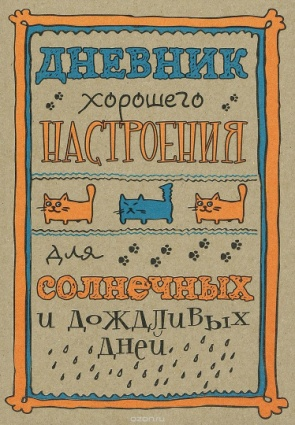 ДНЕВНИК
хорошего
НАСТРОЕНИЯ
для
СОЛНЕЧНЫХ
и дождливых
дней